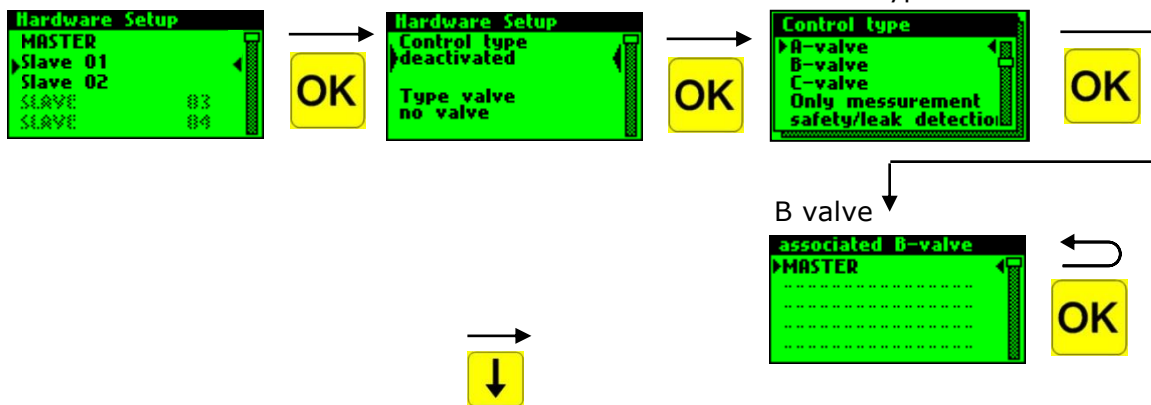 Hardware Setup
MASTER
Slave 01
Slave 02
SLAVE 03
SLAVE 04
OK
Hardware Setup
Control type
deactivated
Type valve
no valve
OK
Control type
A-valve
B-valve
C-valve
Only messurement
safety/leak detection
OK
B valve
associated B-valve
MASTER
OK